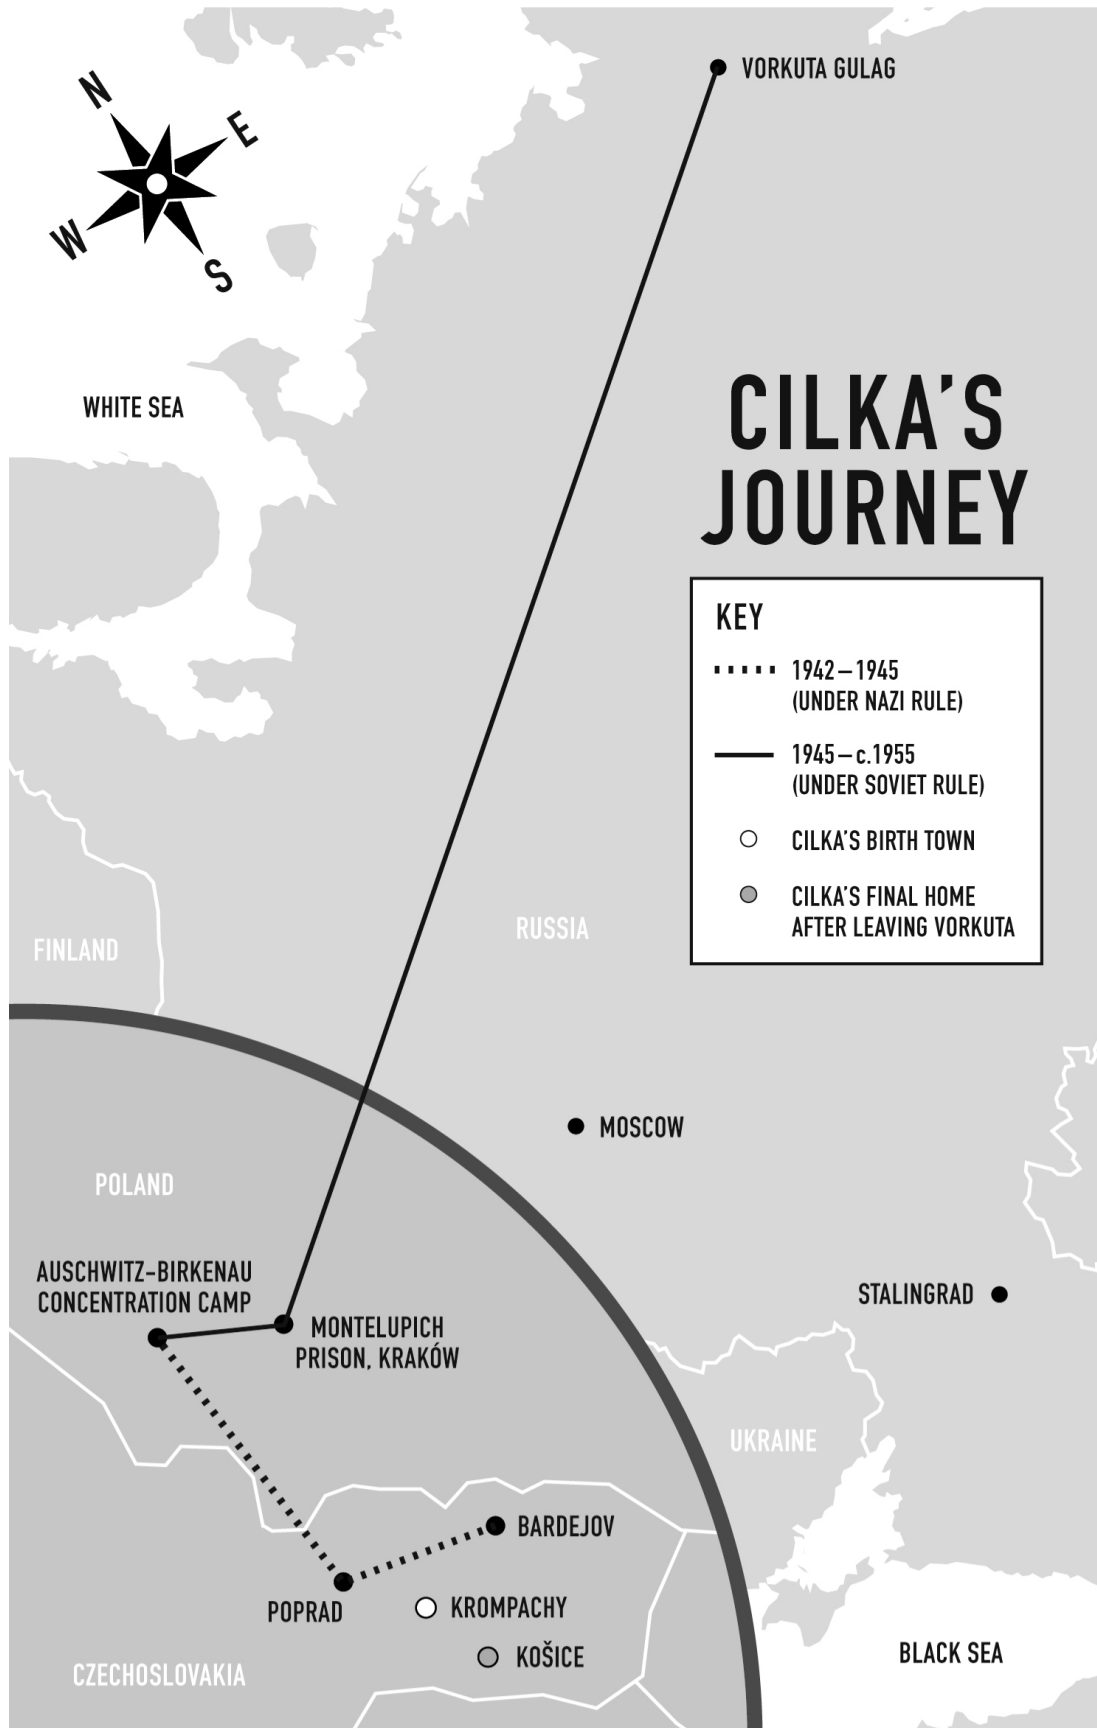 VORKUTA GULAG
N
E
W
S
WHITE SEA
CILKA'S
JOURNEY
KEY
1942–1945
(UNDER NAZI RULE)
1945–c.1955
(UNDER SOVIET RULE)
CILKA'S BIRTH TOWN
CILKA'S FINAL HOME
AFTER LEAVING VORKUTA
RUSSIA
FINLAND
MOSCOW
POLAND
AUSCHWITZ-BIRKENAU
CONCENTRATION CAMP
STALINGRAD
MONTELUPICH
PRISON, KRAKÓW
UKRAINE
BARDEJOV
POPRAD
KROMPACHY
KOŠICE
BLACK SEA
CZECHOSLOVAKIA